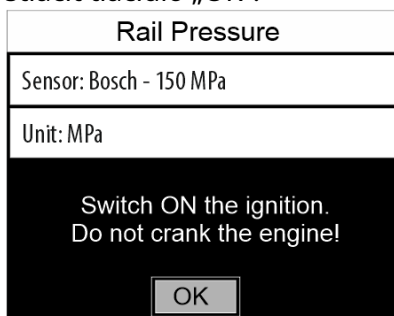 Rail Pressure
Sensor: Bosch - 150 MPa
Unit: MPa
Switch ON the ignition.
Do not crank the engine!
OK